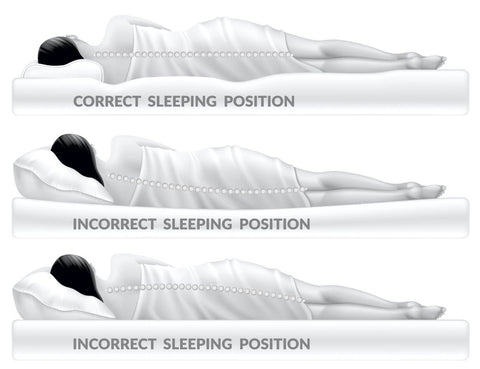 CORRECT SLEEPING POSITION
INCORRECT SLEEPING POSITION
INCORRECT SLEEPING POSITION